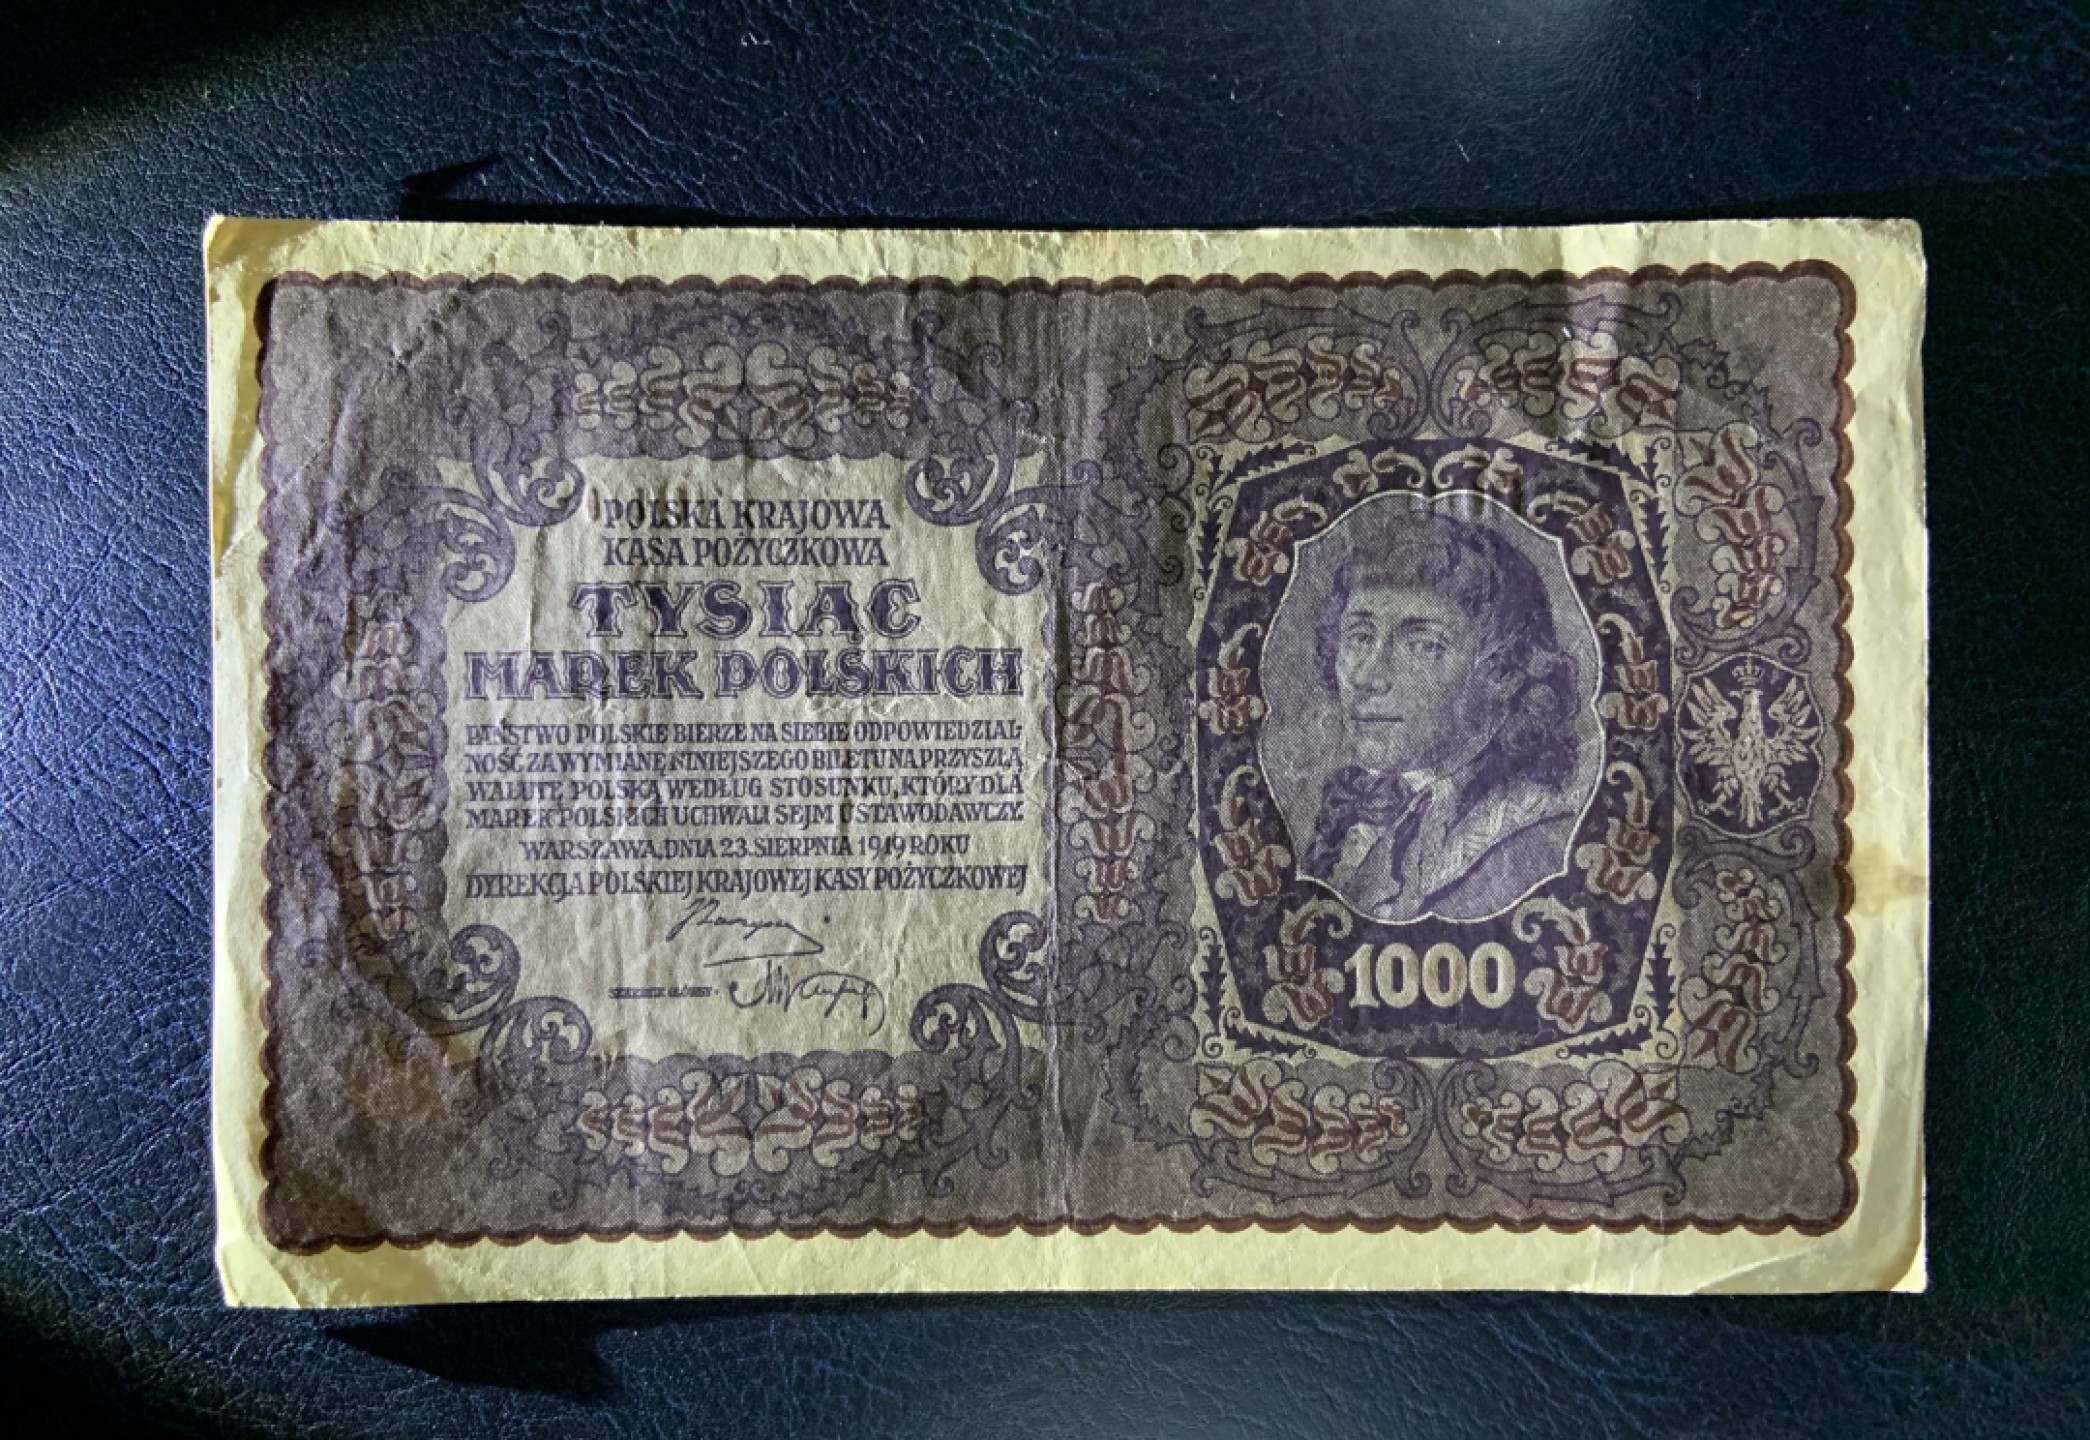 POLSKA KRAJOWA
KASA POŻYCZKOWA
TYSIĄC
MAREK POLSKICH
PAŃSTWO POLSKIE BIERZE NA SIEBIE ODPOWIEDZIAL-
NOŚĆ ZA WYMIANĘ NINIEJSZEGO BILETU NA PRZYSZŁĄ
WALUTĘ POLSKĄ WEDŁUG STOSUNKU, KTÓRY DLA
MAREK POLSKICH UCHWALI SEJM USTAWODAWCZY.
WARSZAWA, DNIA 23. SIERPNIA 1919 ROKU
DYREKCJA POLSKIEJ KRAJOWEJ KASY POŻYCZKOWEJ
SKARBNIK GŁÓWNY
1000